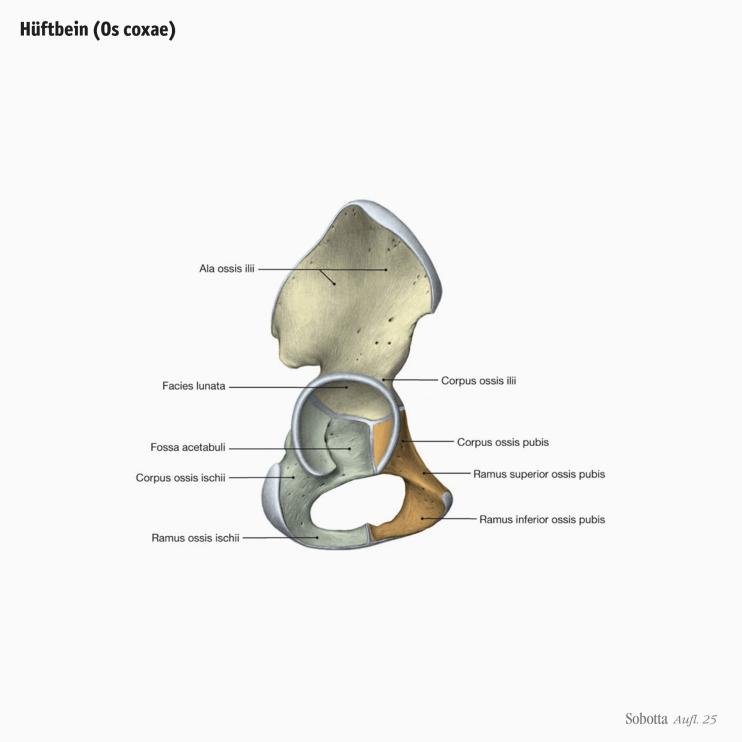 Hüftbein (Os coxae)
Ala ossis ilii
Facies lunata
Corpus ossis ilii
Fossa acetabuli
Corpus ossis pubis
Corpus ossis ischii
Ramus superior ossis pubis
Ramus inferior ossis pubis
Ramus ossis ischii
Sobotta Aufl. 25